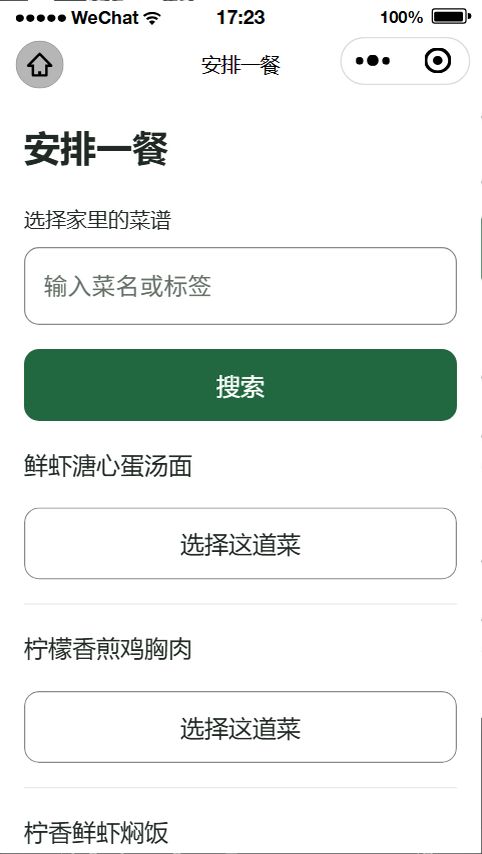 WeChat 17:23 100%
安排一餐
安排一餐
选择家里的菜谱
输入菜名或标签
搜索
鲜虾溏心蛋汤面
选择这道菜
柠檬香煎鸡胸肉
选择这道菜
柠香鲜虾焖饭